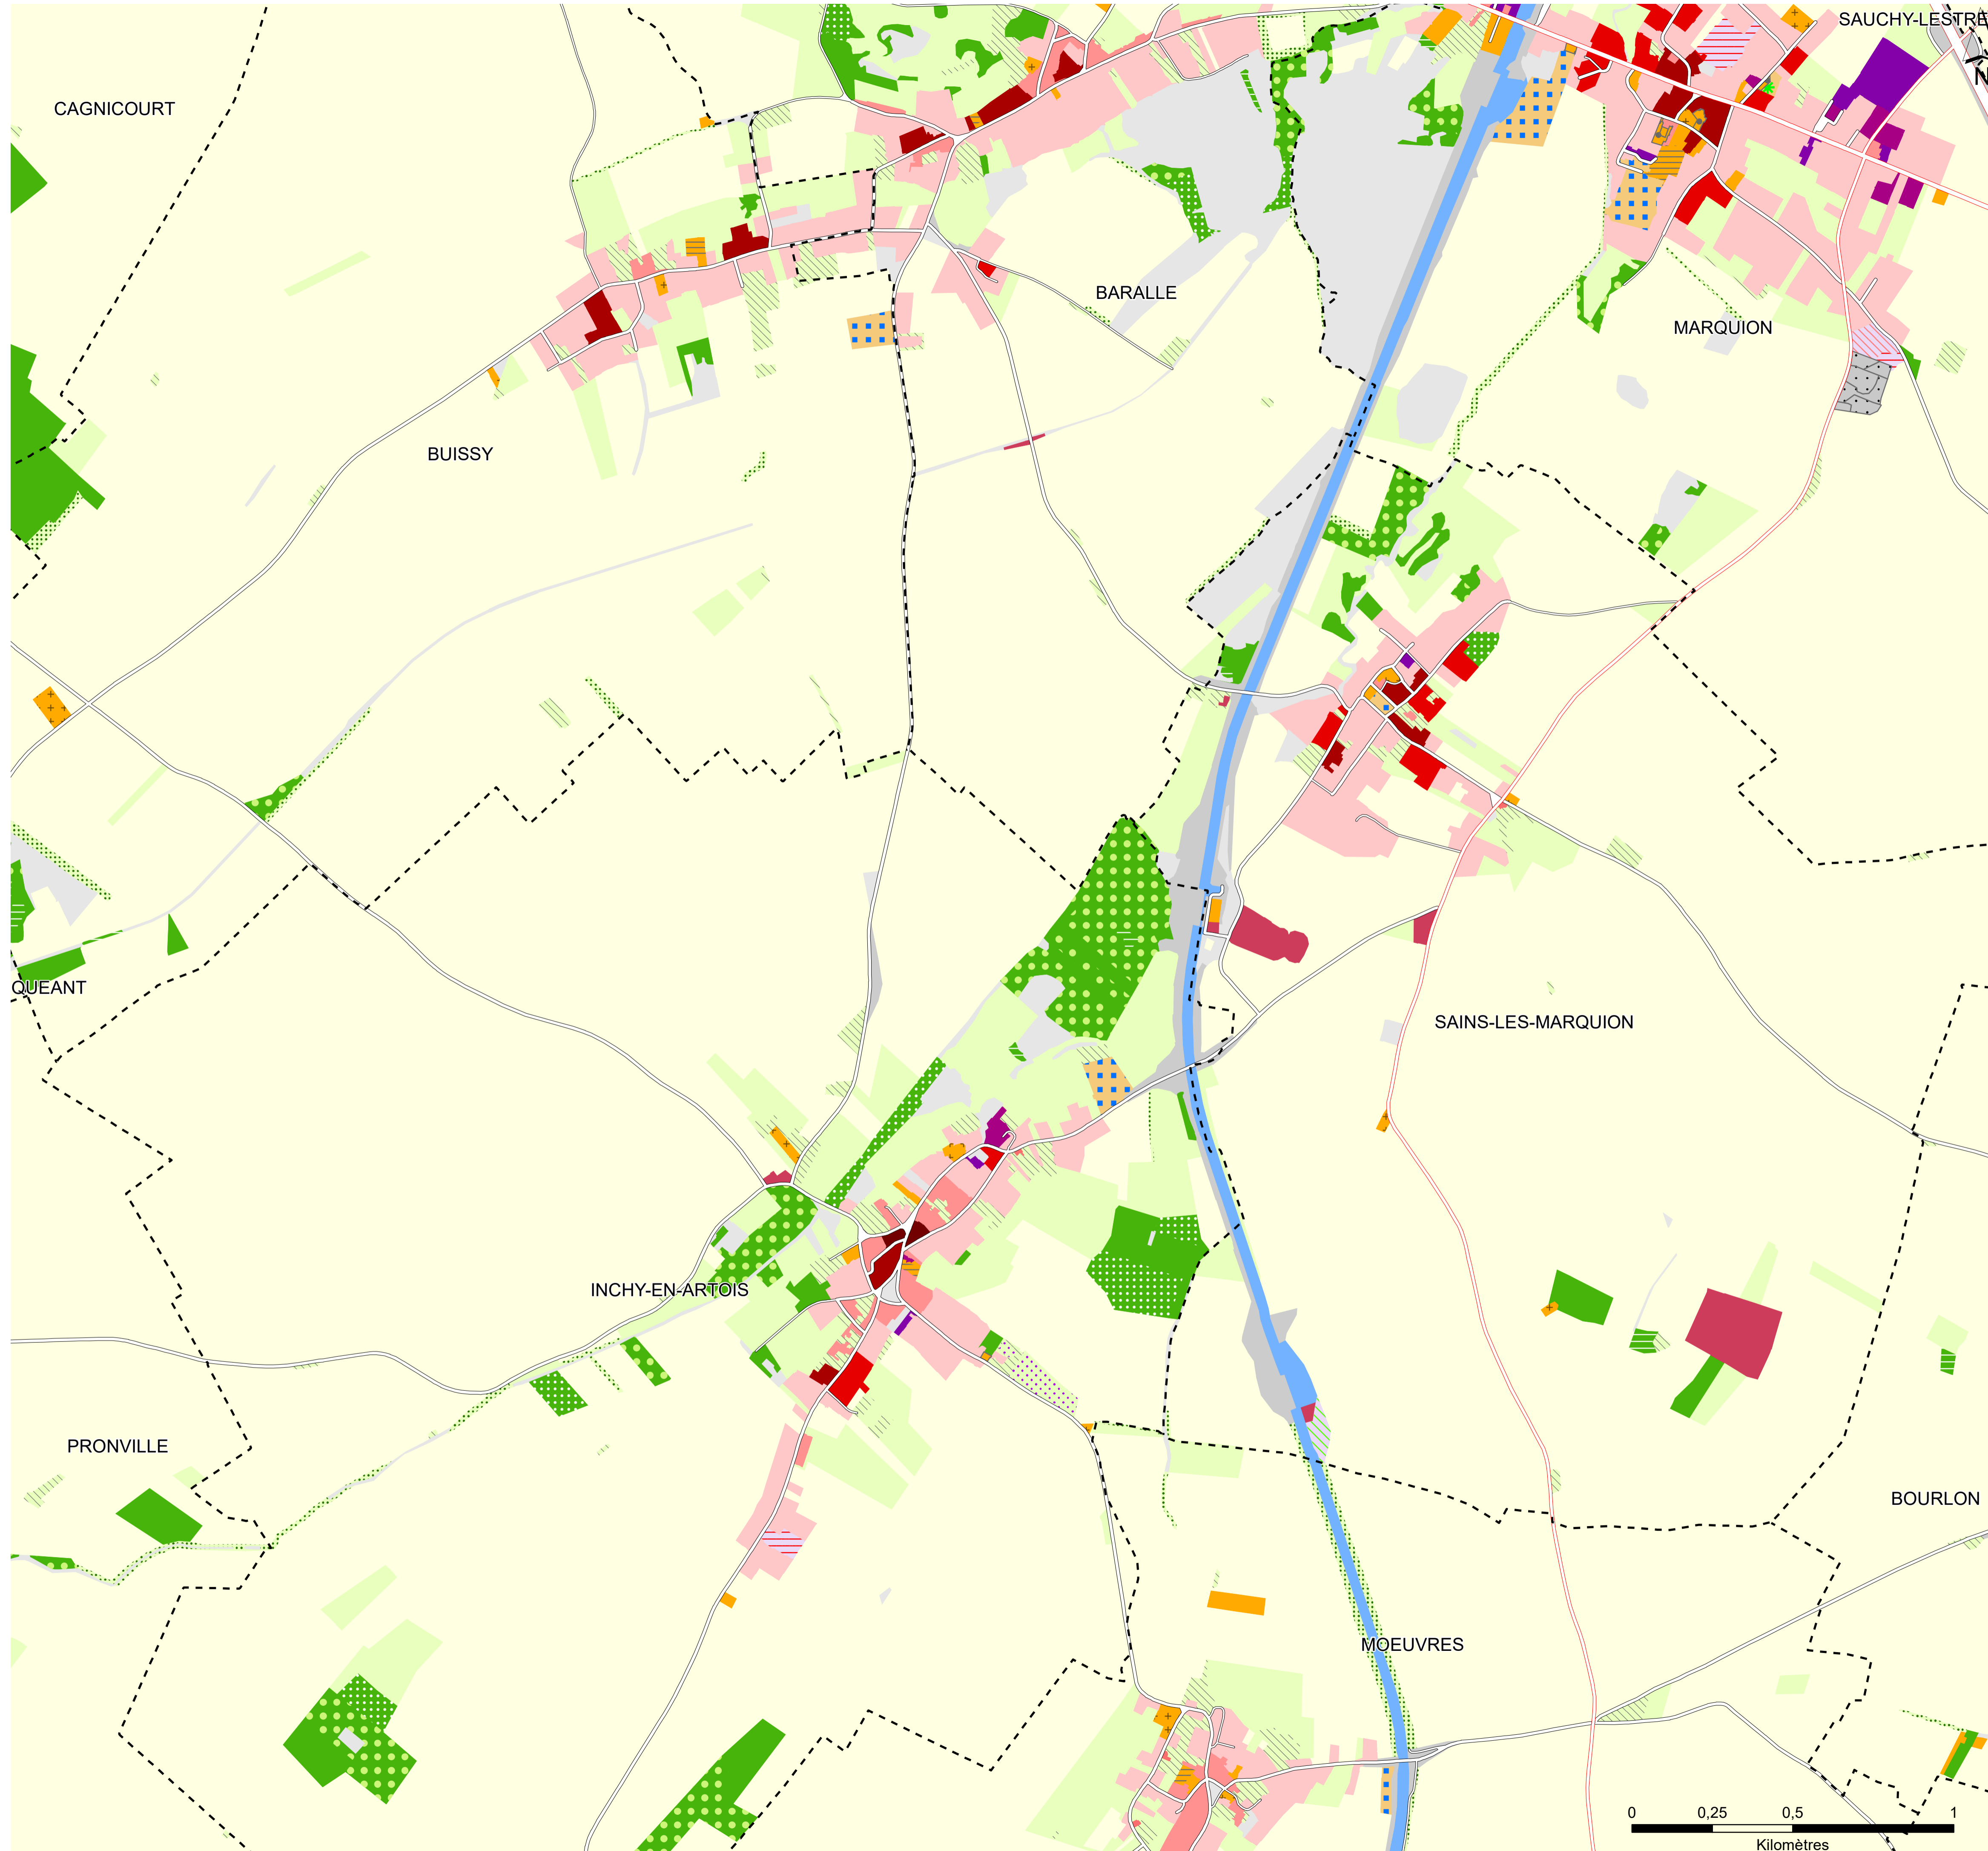 SAUCHY-LESTRE
N
CAGNICOURT
BARALLE
MARQUION
BUISSY
QUEANT
SAINS-LES-MARQUION
INCHY-EN-ARTOIS
PRONVILLE
BOURLON
MOEUVRES
0 0,25 0,5 1
Kilomètres